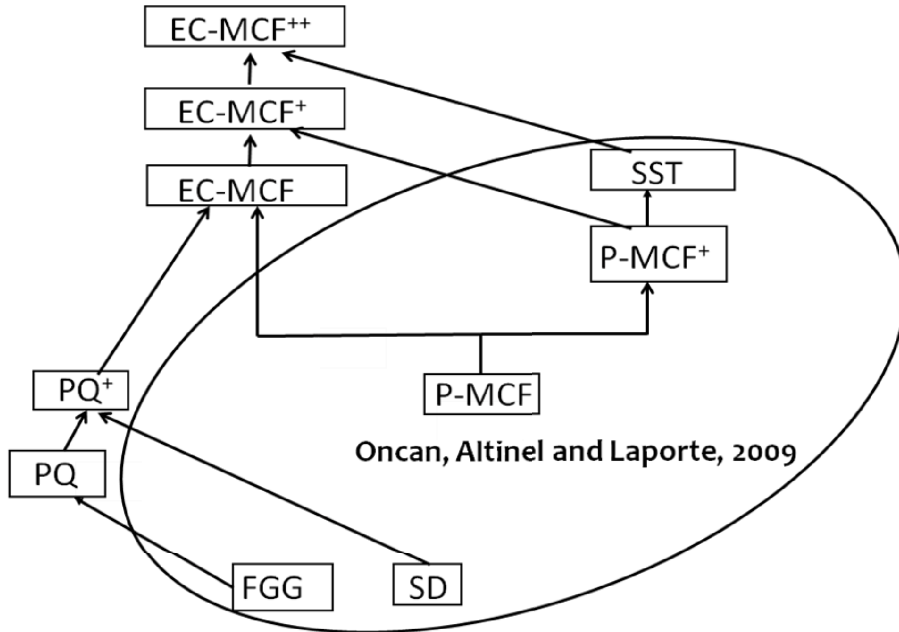 EC-MCF⁺⁺
EC-MCF⁺
SST
EC-MCF
P-MCF⁺
PQ⁺
P-MCF
Oncan, Altinel and Laporte, 2009
PQ
FGG
SD